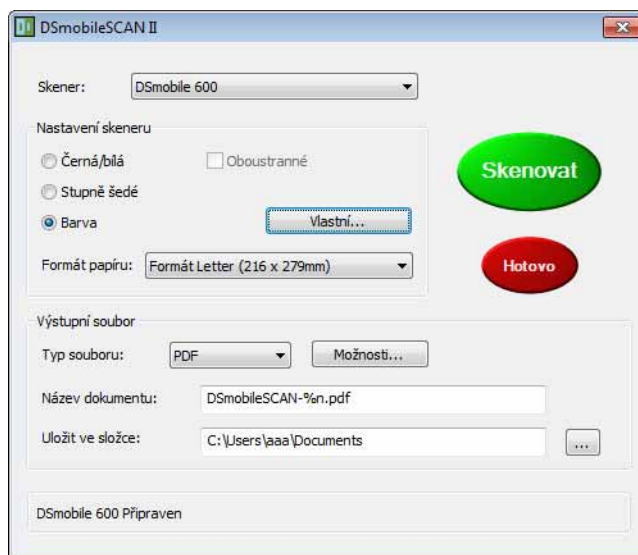 DSmobileSCAN II
Skener: DSmobile 600
Nastavení skeneru
Černá/bílá Oboustranné
Stupně šedé
Barva Vlastní...
Formát papíru: Formát Letter (216 x 279mm)
Skenovat
Hotovo
Výstupní soubor
Typ souboru: PDF Možnosti...
Název dokumentu: DSmobileSCAN-%n.pdf
Uložit ve složce: C:\Users\aaa\Documents ...
DSmobile 600 Připraven